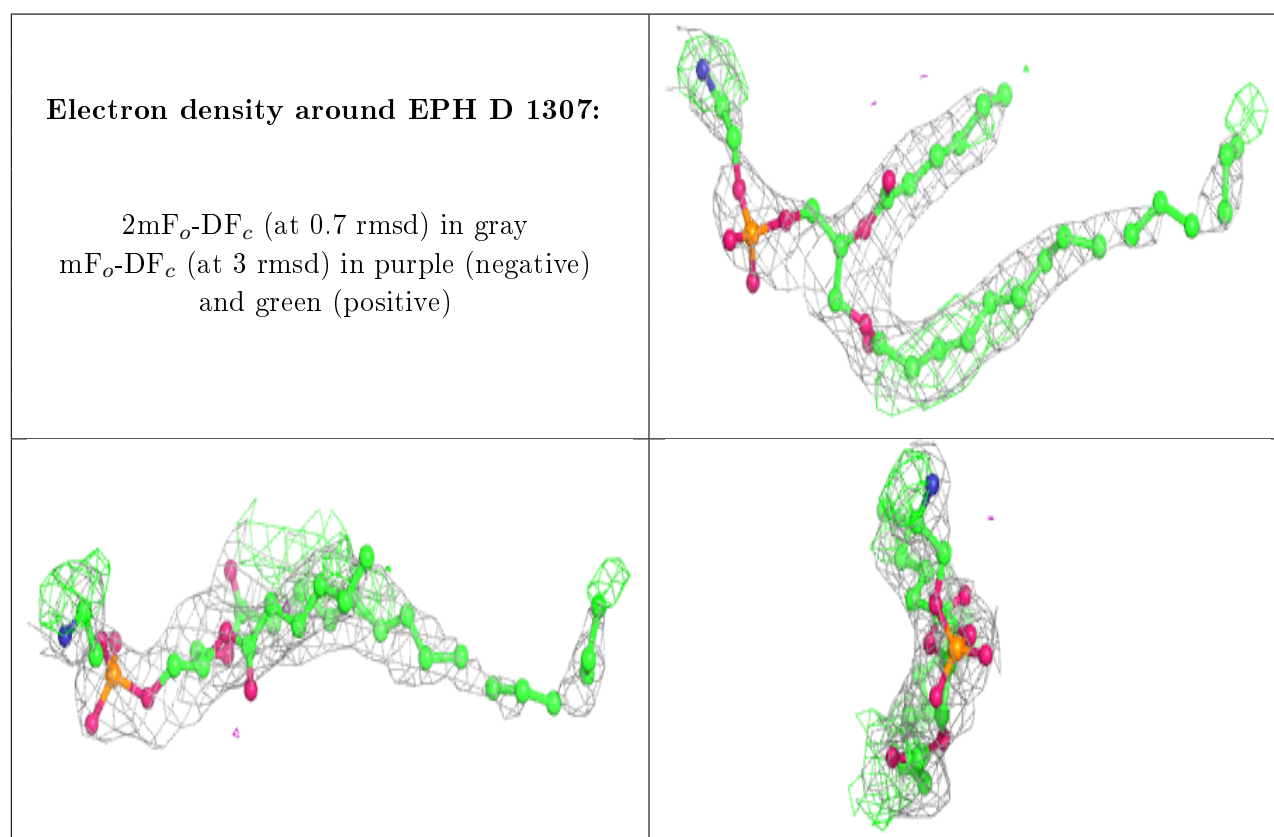 Electron density around EPH D 1307:
2mFo-DFc (at 0.7 rmsd) in gray
mFo-DFc (at 3 rmsd) in purple (negative)
and green (positive)